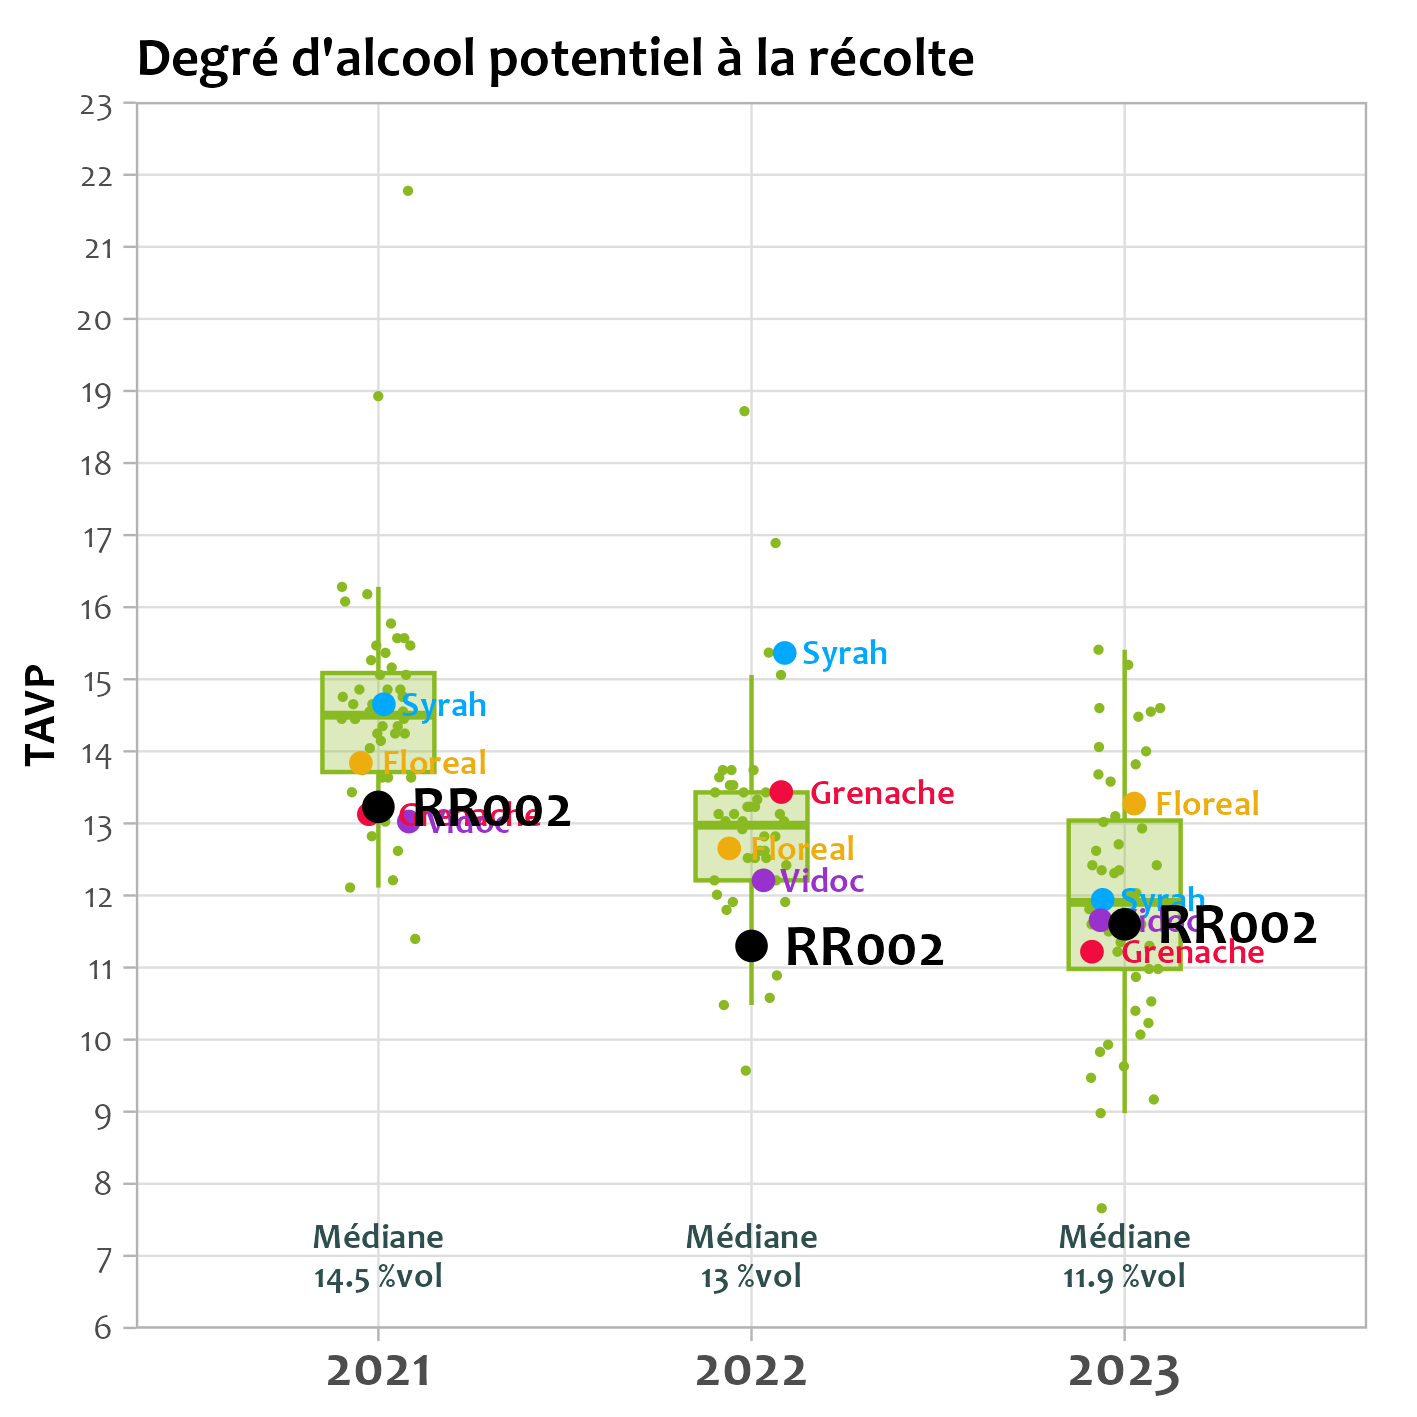 Degré d'alcool potentiel à la récolte
TAVP
23
22
21
20
19
18
17
16
15
14
13
12
11
10
9
8
7
6
Syrah
Floreal
Grenache
Vidoc
RR002
Syrah
Grenache
Floreal
Vidoc
RR002
Floreal
Syrah
Vidoc
RR002
Grenache
Médiane
14.5 %vol
Médiane
13 %vol
Médiane
11.9 %vol
2021
2022
2023